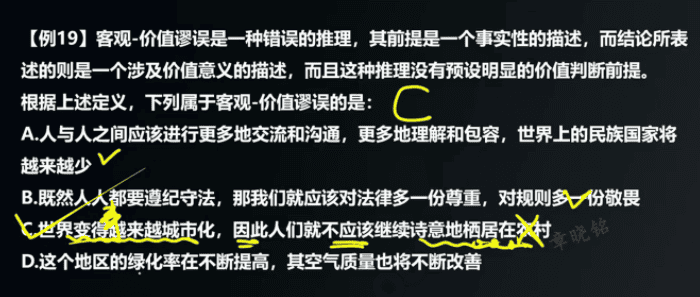 【例19】客观-价值谬误是一种错误的推理，其前提是一个事实性的描述，而结论所表
述的则是一个涉及价值意义的描述，而且这种推理没有预设明显的价值判断前提。
根据上述定义，下列属于客观-价值谬误的是： C
A.人与人之间应该进行更多地交流和沟通，更多地理解和包容，世界上的民族国家将
越来越少
B.既然人人都要遵纪守法，那我们就应该对法律多一份尊重，对规则多一份敬畏
C.世界变得越来越城市化，因此人们就不应该继续诗意地栖居在农村
章晓铭
D.这个地区的绿化率在不断提高，其空气质量也将不断改善